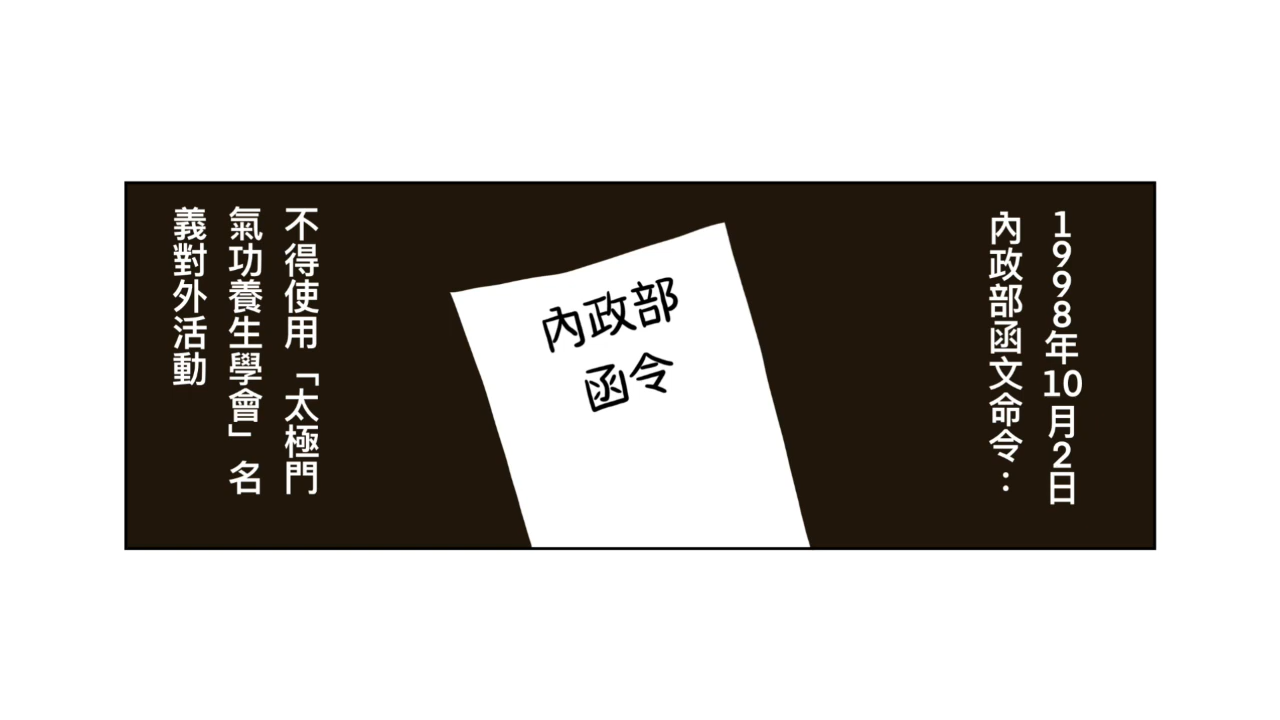 1998年10月2日
內政部函文命令：
內政部
函令
不得使用「太極門
氣功養生學會」名
義對外活動